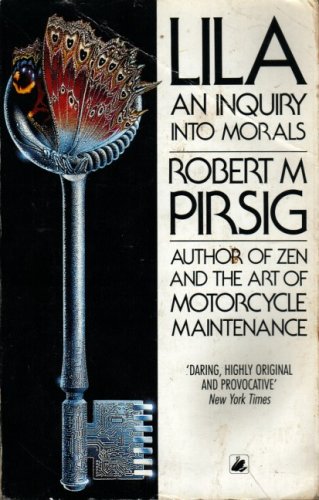 LILA
AN INQUIRY
INTO MORALS
ROBERT M
PIRSIG
AUTHOR OF ZEN
AND THE ART OF
MOTORCYCLE
MAINTENANCE
'DARING, HIGHLY ORIGINAL
AND PROVOCATIVE'
New York Times